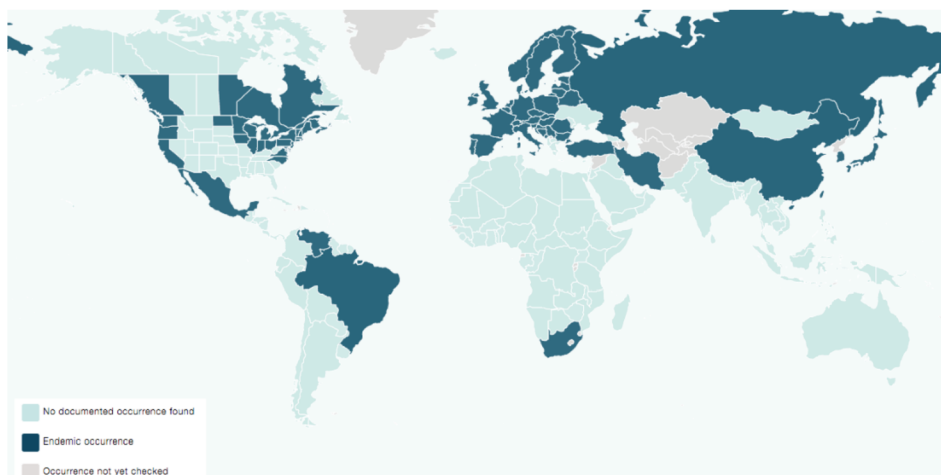 No documented occurrence found
Endemic occurrence
Occurrence not yet checked